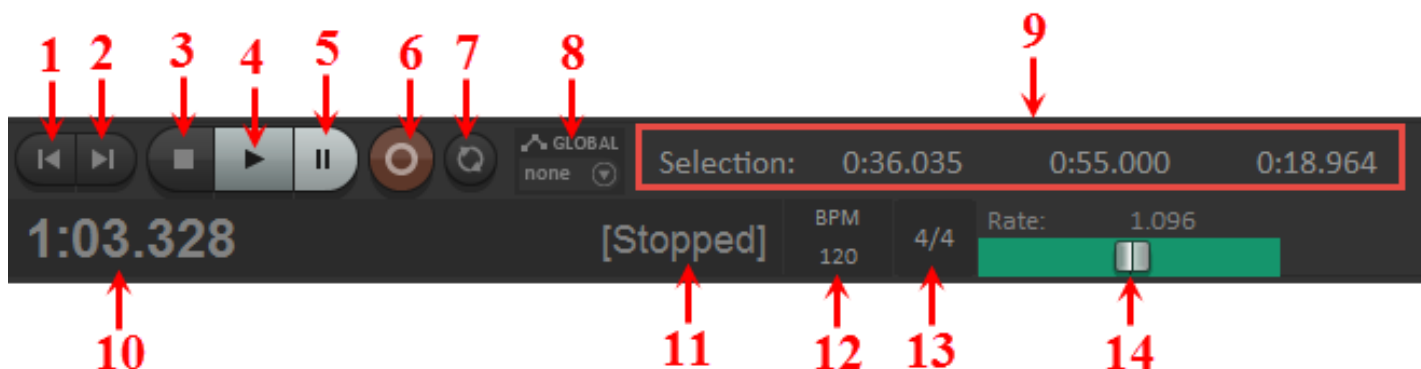 1 2 3 4 5 6 7 8 9
GLOBAL
none
Selection: 0:36.035 0:55.000 0:18.964
1:03.328 [Stopped]
BPM
120
4/4
Rate: 1.096
10 11 12 13 14